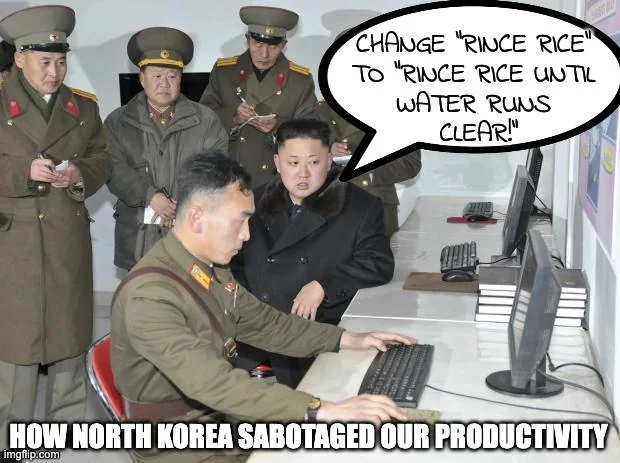 CHANGE "RINCE RICE"
TO "RINCE RICE UNTIL
WATER RUNS
CLEAR!"
HOW NORTH KOREA SABOTAGED OUR PRODUCTIVITY
imgflip.com